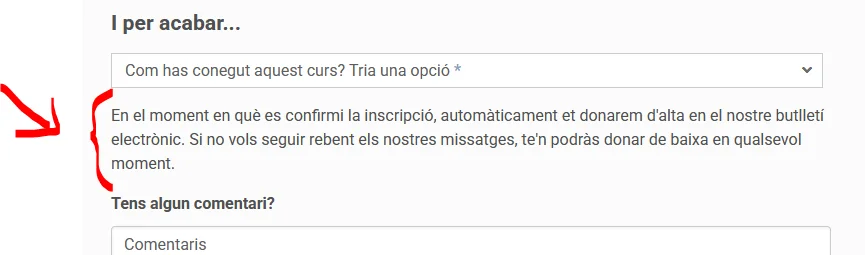 I per acabar...
Com has conegut aquest curs? Tria una opció *
En el moment en què es confirmi la inscripció, automàticament et donarem d'alta en el nostre butlletí
electrònic. Si no vols seguir rebent els nostres missatges, te'n podràs donar de baixa en qualsevol
moment.
Tens algun comentari?
Comentaris